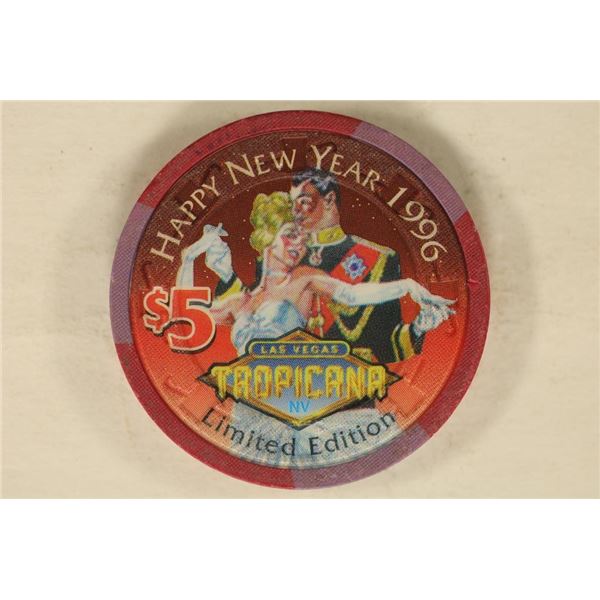 HAPPY NEW YEAR 1996
$5
LAS VEGAS
TROPICANA
NV
Limited Edition